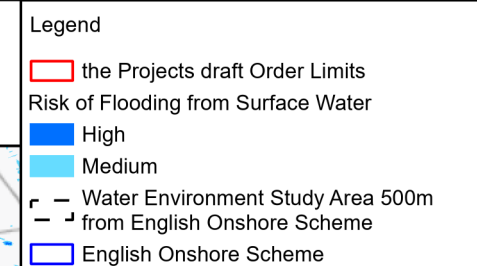 Legend
the Projects draft Order Limits
Risk of Flooding from Surface Water
High
Medium
Water Environment Study Area 500m
from English Onshore Scheme
English Onshore Scheme